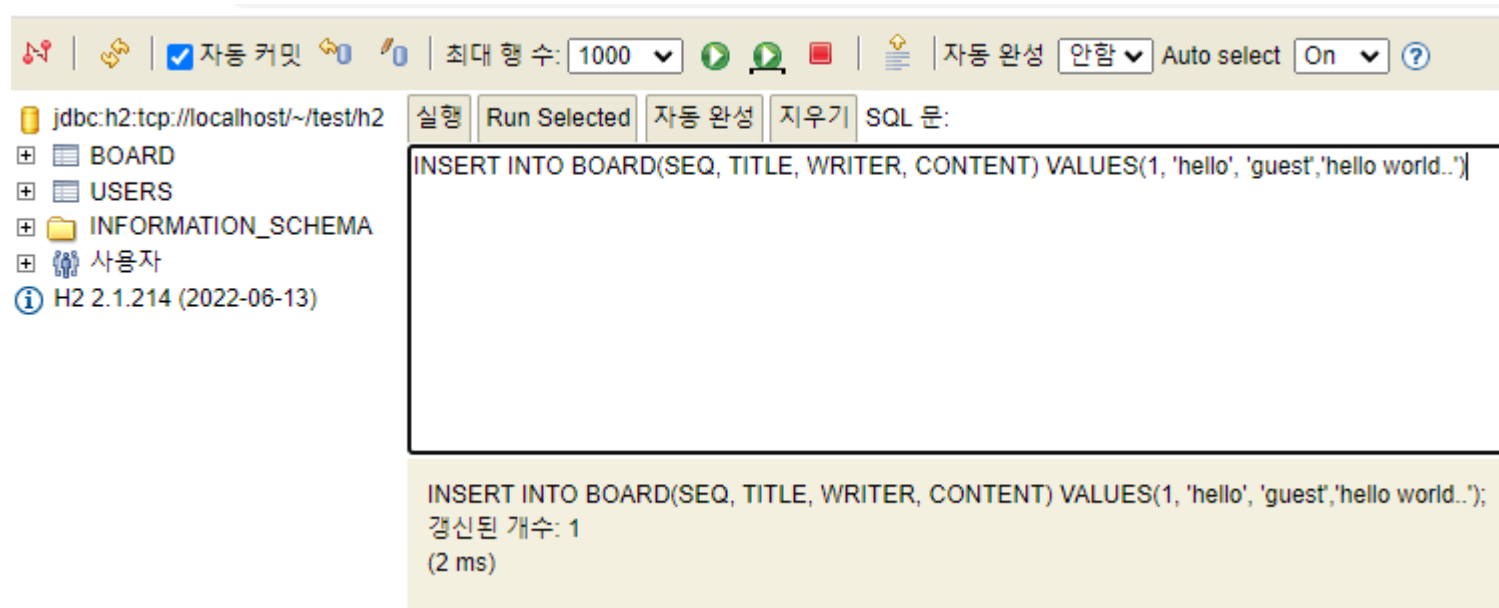 자동 커밋 최대 행 수: 1000 자동 완성 안함 Auto select On ?
jdbc:h2:tcp://localhost/~/test/h2
BOARD
USERS
INFORMATION_SCHEMA
사용자
H2 2.1.214 (2022-06-13)
실행 Run Selected 자동 완성 지우기 SQL 문:
INSERT INTO BOARD(SEQ, TITLE, WRITER, CONTENT) VALUES(1, 'hello', 'guest','hello world..')
INSERT INTO BOARD(SEQ, TITLE, WRITER, CONTENT) VALUES(1, 'hello', 'guest','hello world..');
갱신된 개수: 1
(2 ms)